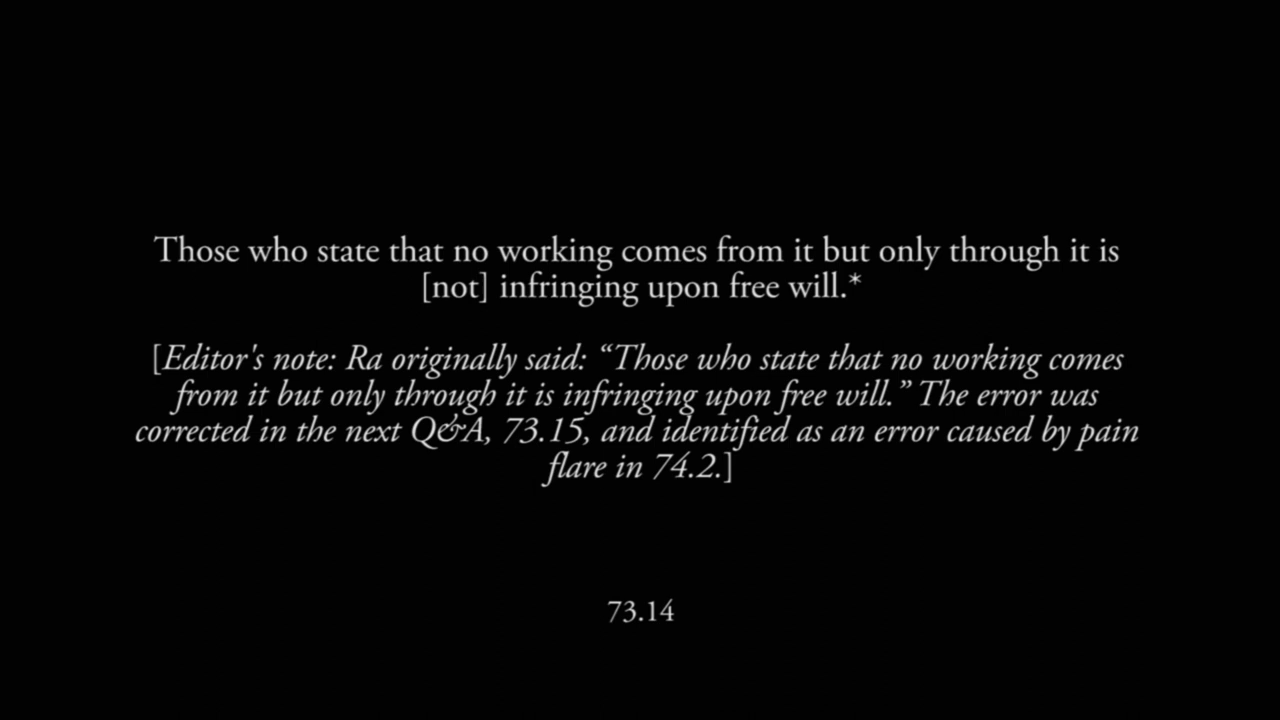 Those who state that no working comes from it but only through it is
[not] infringing upon free will.*
[Editor's note: Ra originally said: “Those who state that no working comes
from it but only through it is infringing upon free will.” The error was
corrected in the next Q&A, 73.15, and identified as an error caused by pain
flare in 74.2.]
73.14